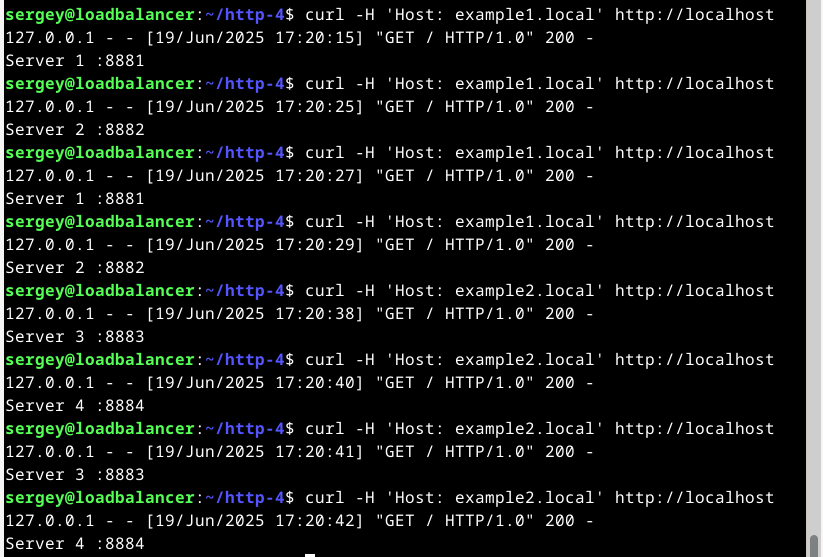 sergey@loadbalancer:~/http-4$ curl -H 'Host: example1.local' http://localhost
127.0.0.1 - - [19/Jun/2025 17:20:15] "GET / HTTP/1.0" 200 -
Server 1 :8881
sergey@loadbalancer:~/http-4$ curl -H 'Host: example1.local' http://localhost
127.0.0.1 - - [19/Jun/2025 17:20:25] "GET / HTTP/1.0" 200 -
Server 2 :8882
sergey@loadbalancer:~/http-4$ curl -H 'Host: example1.local' http://localhost
127.0.0.1 - - [19/Jun/2025 17:20:27] "GET / HTTP/1.0" 200 -
Server 1 :8881
sergey@loadbalancer:~/http-4$ curl -H 'Host: example1.local' http://localhost
127.0.0.1 - - [19/Jun/2025 17:20:29] "GET / HTTP/1.0" 200 -
Server 2 :8882
sergey@loadbalancer:~/http-4$ curl -H 'Host: example2.local' http://localhost
127.0.0.1 - - [19/Jun/2025 17:20:38] "GET / HTTP/1.0" 200 -
Server 3 :8883
sergey@loadbalancer:~/http-4$ curl -H 'Host: example2.local' http://localhost
127.0.0.1 - - [19/Jun/2025 17:20:40] "GET / HTTP/1.0" 200 -
Server 4 :8884
sergey@loadbalancer:~/http-4$ curl -H 'Host: example2.local' http://localhost
127.0.0.1 - - [19/Jun/2025 17:20:41] "GET / HTTP/1.0" 200 -
Server 3 :8883
sergey@loadbalancer:~/http-4$ curl -H 'Host: example2.local' http://localhost
127.0.0.1 - - [19/Jun/2025 17:20:42] "GET / HTTP/1.0" 200 -
Server 4 :8884